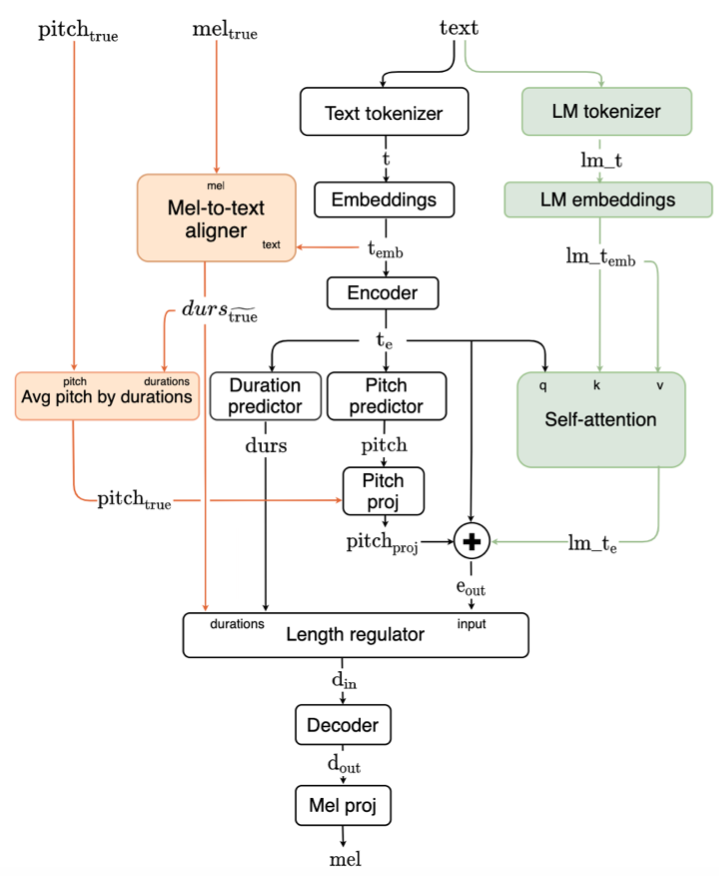 pitch_true
mel_true
text
Text tokenizer
LM tokenizer
t
lm_t
mel
Mel-to-text
aligner
text
Embeddings
LM embeddings
t_emb
lm_t_emb
Encoder
durs_true
t_e
pitch
durations
Avg pitch by durations
Duration
predictor
Pitch
predictor
q
k
v
Self-attention
durs
pitch
Pitch
proj
pitch_true
pitch_proj
+
lm_t_e
e_out
durations
Length regulator
input
d_in
Decoder
d_out
Mel proj
mel